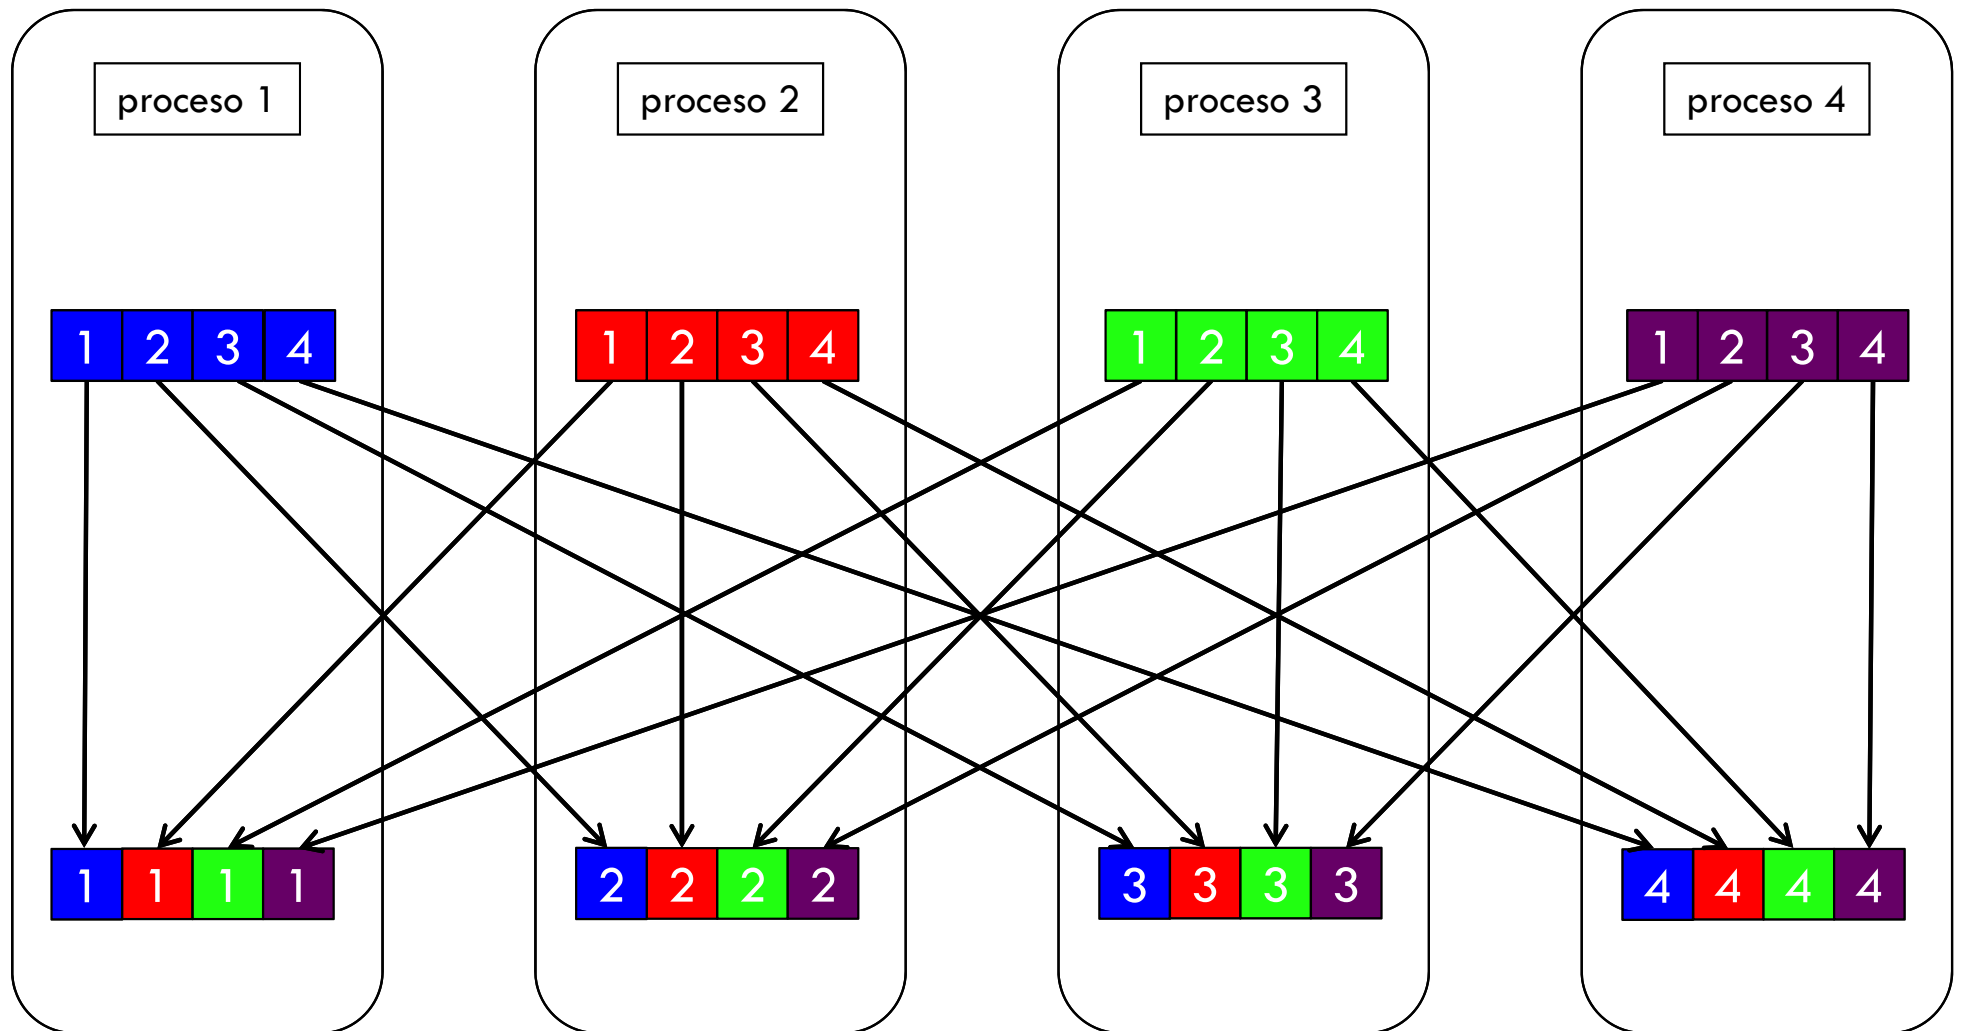 proceso 1
proceso 2
proceso 3
proceso 4
1 2 3 4
1 2 3 4
1 2 3 4
1 2 3 4
1 1 1 1
2 2 2 2
3 3 3 3
4 4 4 4